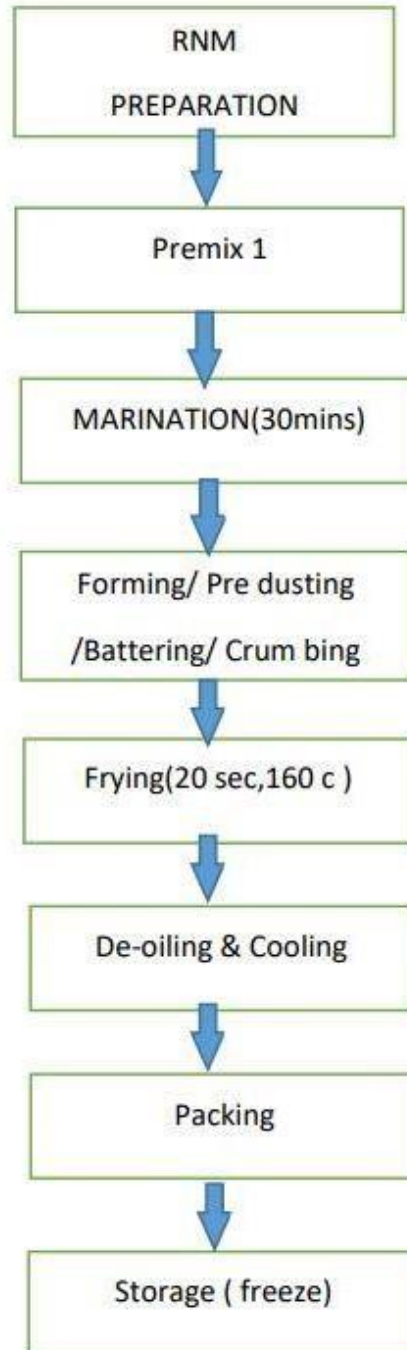 RNM
PREPARATION
Premix 1
MARINATION(30mins)
Forming/ Pre dusting
/Battering/ Crum bing
Frying(20 sec,160 c )
De-oiling & Cooling
Packing
Storage ( freeze)